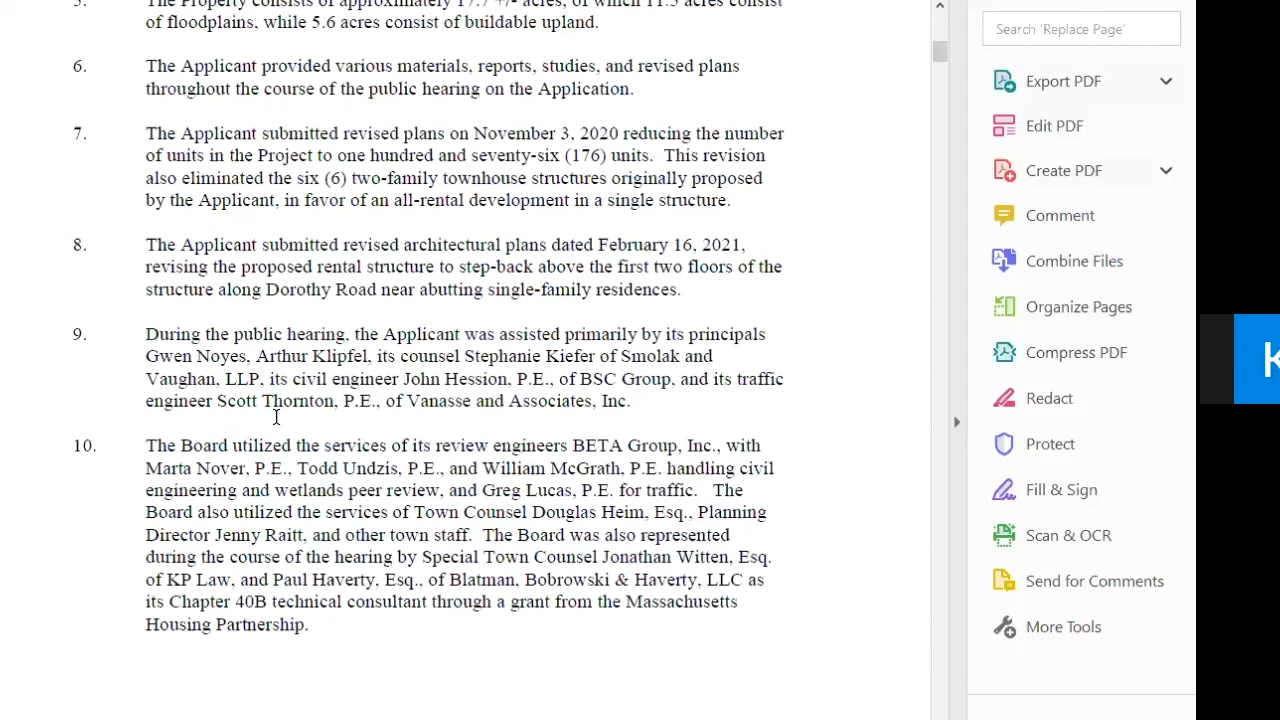 5. The Property consists of approximately 17.7 +/- acres, of which 11.5 acres consist
of floodplains, while 5.6 acres consist of buildable upland.
6. The Applicant provided various materials, reports, studies, and revised plans
throughout the course of the public hearing on the Application.
7. The Applicant submitted revised plans on November 3, 2020 reducing the number
of units in the Project to one hundred and seventy-six (176) units. This revision
also eliminated the six (6) two-family townhouse structures originally proposed
by the Applicant, in favor of an all-rental development in a single structure.
8. The Applicant submitted revised architectural plans dated February 16, 2021,
revising the proposed rental structure to step-back above the first two floors of the
structure along Dorothy Road near abutting single-family residences.
9. During the public hearing, the Applicant was assisted primarily by its principals
Gwen Noyes, Arthur Klipfel, its counsel Stephanie Kiefer of Smolak and
Vaughan, LLP, its civil engineer John Hession, P.E., of BSC Group, and its traffic
engineer Scott Thornton, P.E., of Vanasse and Associates, Inc.
10. The Board utilized the services of its review engineers BETA Group, Inc., with
Marta Nover, P.E., Todd Undzis, P.E., and William McGrath, P.E. handling civil
engineering and wetlands peer review, and Greg Lucas, P.E. for traffic. The
Board also utilized the services of Town Counsel Douglas Heim, Esq., Planning
Director Jenny Raitt, and other town staff. The Board was also represented
during the course of the hearing by Special Town Counsel Jonathan Witten, Esq.
of KP Law, and Paul Haverty, Esq., of Blatman, Bobrowski & Haverty, LLC as
its Chapter 40B technical consultant through a grant from the Massachusetts
Housing Partnership.
Search 'Replace Page'
Export PDF
Edit PDF
Create PDF
Comment
Combine Files
Organize Pages
Compress PDF
Redact
Protect
Fill & Sign
Scan & OCR
Send for Comments
More Tools
K